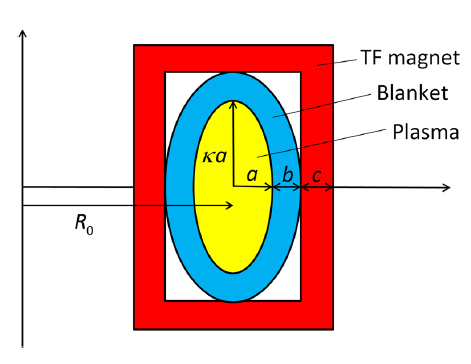 TF magnet
Blanket
Plasma
κa
a
b
c
R₀